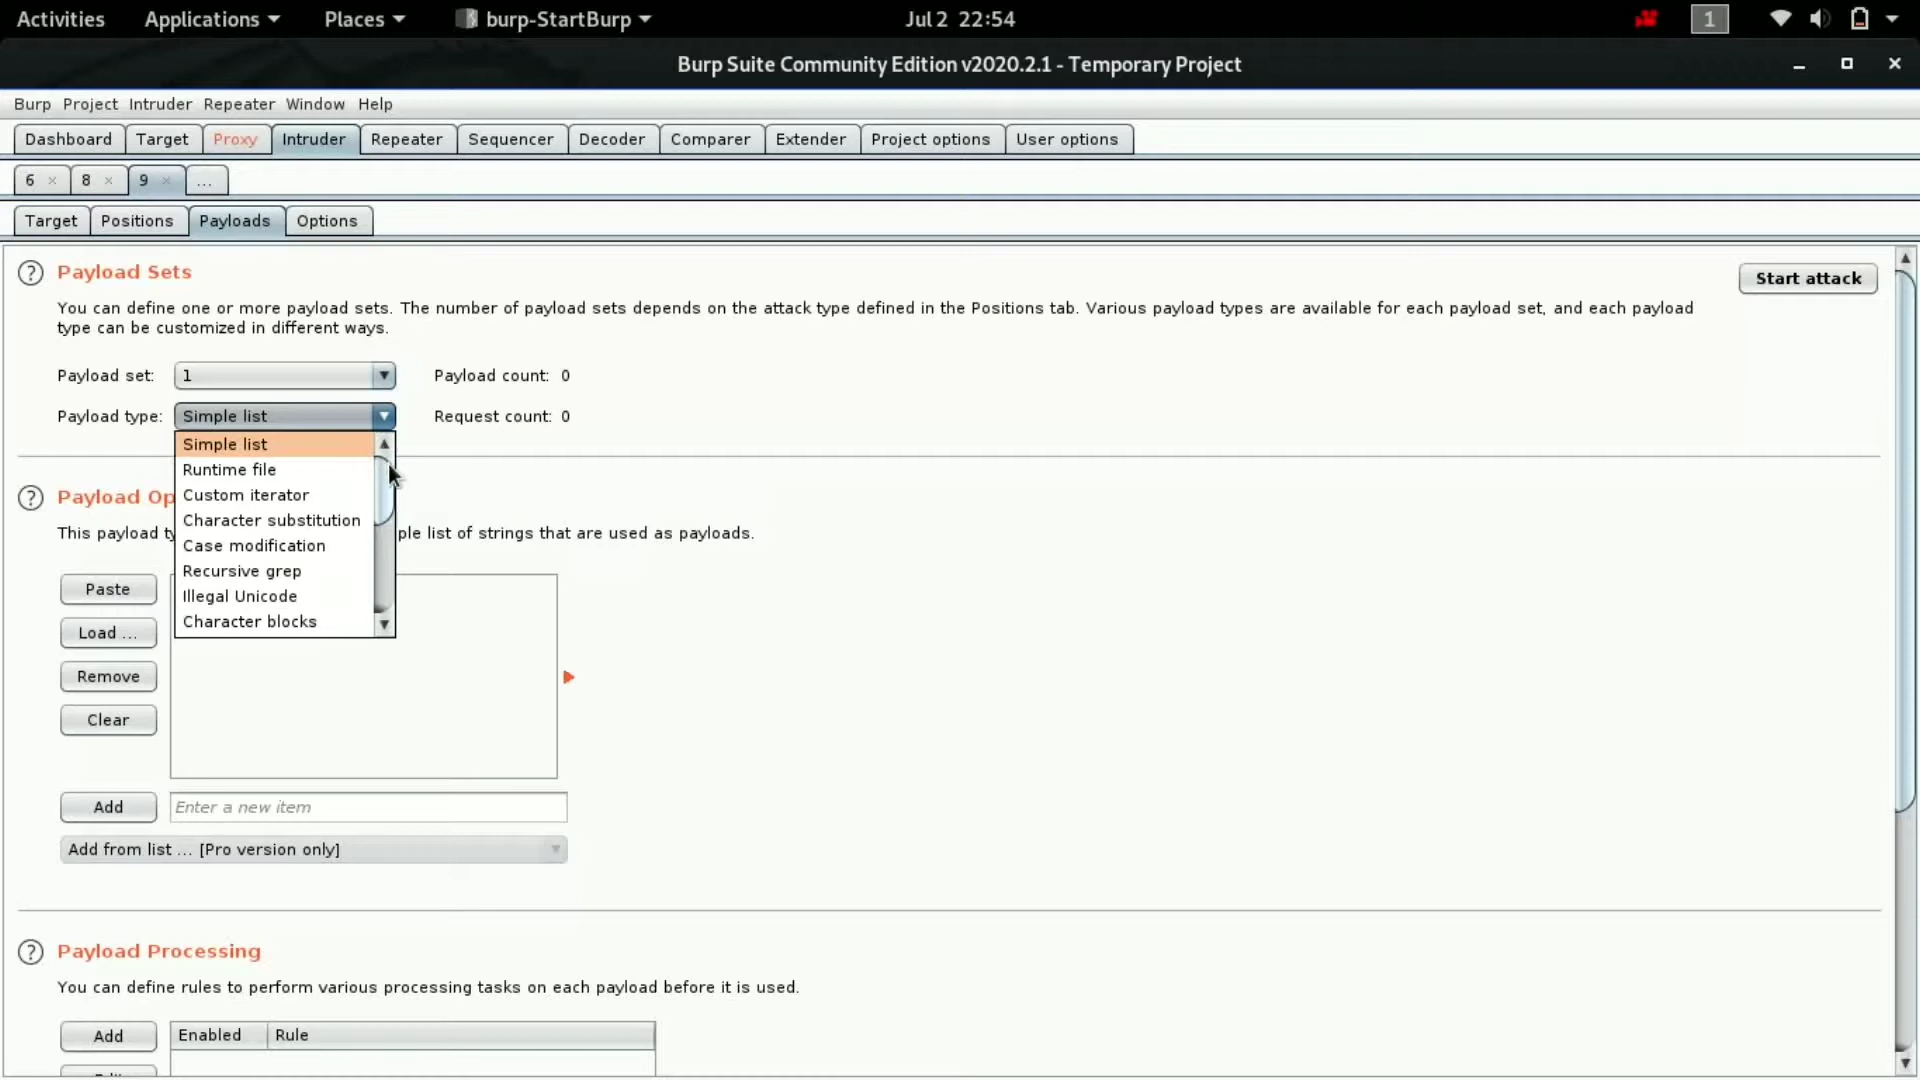 Activities Applications Places burp-StartBurp Jul 2 22:54 1
Burp Suite Community Edition v2020.2.1 - Temporary Project
Burp Project Intruder Repeater Window Help
Dashboard Target Proxy Intruder Repeater Sequencer Decoder Comparer Extender Project options User options
6 × 8 × 9 × ...
Target Positions Payloads Options
? Payload Sets
Start attack
You can define one or more payload sets. The number of payload sets depends on the attack type defined in the Positions tab. Various payload types are available for each payload set, and each payload
type can be customized in different ways.
Payload set: 1 Payload count: 0
Payload type: Simple list Request count: 0
Simple list
Runtime file
Custom iterator
Character substitution
Case modification
Recursive grep
Illegal Unicode
Character blocks
? Payload Op
This payload ty ple list of strings that are used as payloads.
Paste
Load ...
Remove
Clear
Add Enter a new item
Add from list ... [Pro version only]
? Payload Processing
You can define rules to perform various processing tasks on each payload before it is used.
Add Enabled Rule